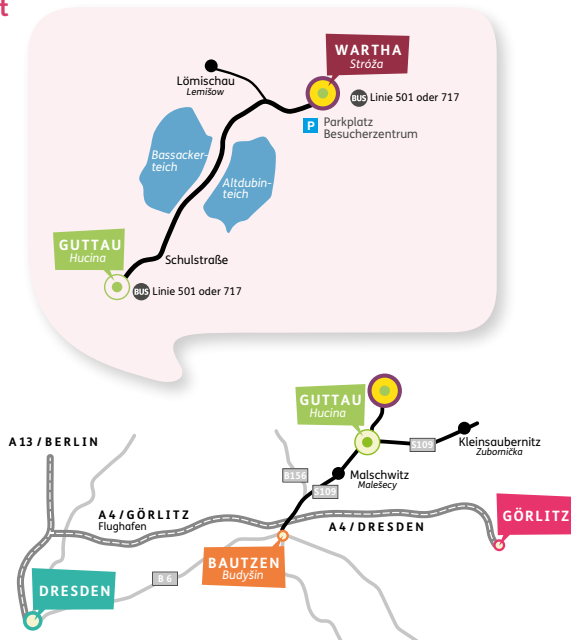 t
WARTHA
Stróža
Lömischau
Lemišow
BUS Linie 501 oder 717
P Parkplatz
Besucherzentrum
Bassacker-
teich
Altdubin-
teich
GUTTAU
Hucina
Schulstraße
BUS Linie 501 oder 717
GUTTAU
Hucina
A13/BERLIN
S109
Kleinsaubernitz
Zubornička
B156
Malschwitz
Malešecy
S109
A4/GÖRLITZ
Flughafen
GÖRLITZ
A4/DRESDEN
BAUTZEN
Budyšin
B 6
DRESDEN